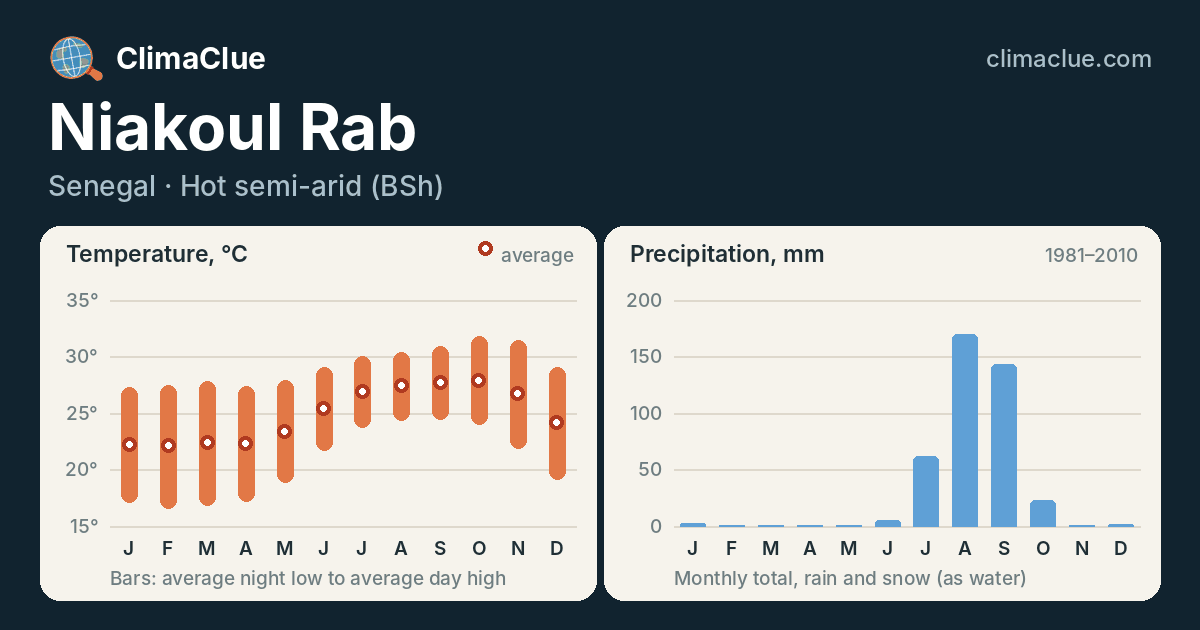 ClimaClue
climaclue.com
Niakoul Rab
Senegal · Hot semi-arid (BSh)
Temperature, °C
average
35°
30°
25°
20°
15°
J F M A M J J A S O N D
Bars: average night low to average day high
Precipitation, mm
1981–2010
200
150
100
50
0
J F M A M J J A S O N D
Monthly total, rain and snow (as water)